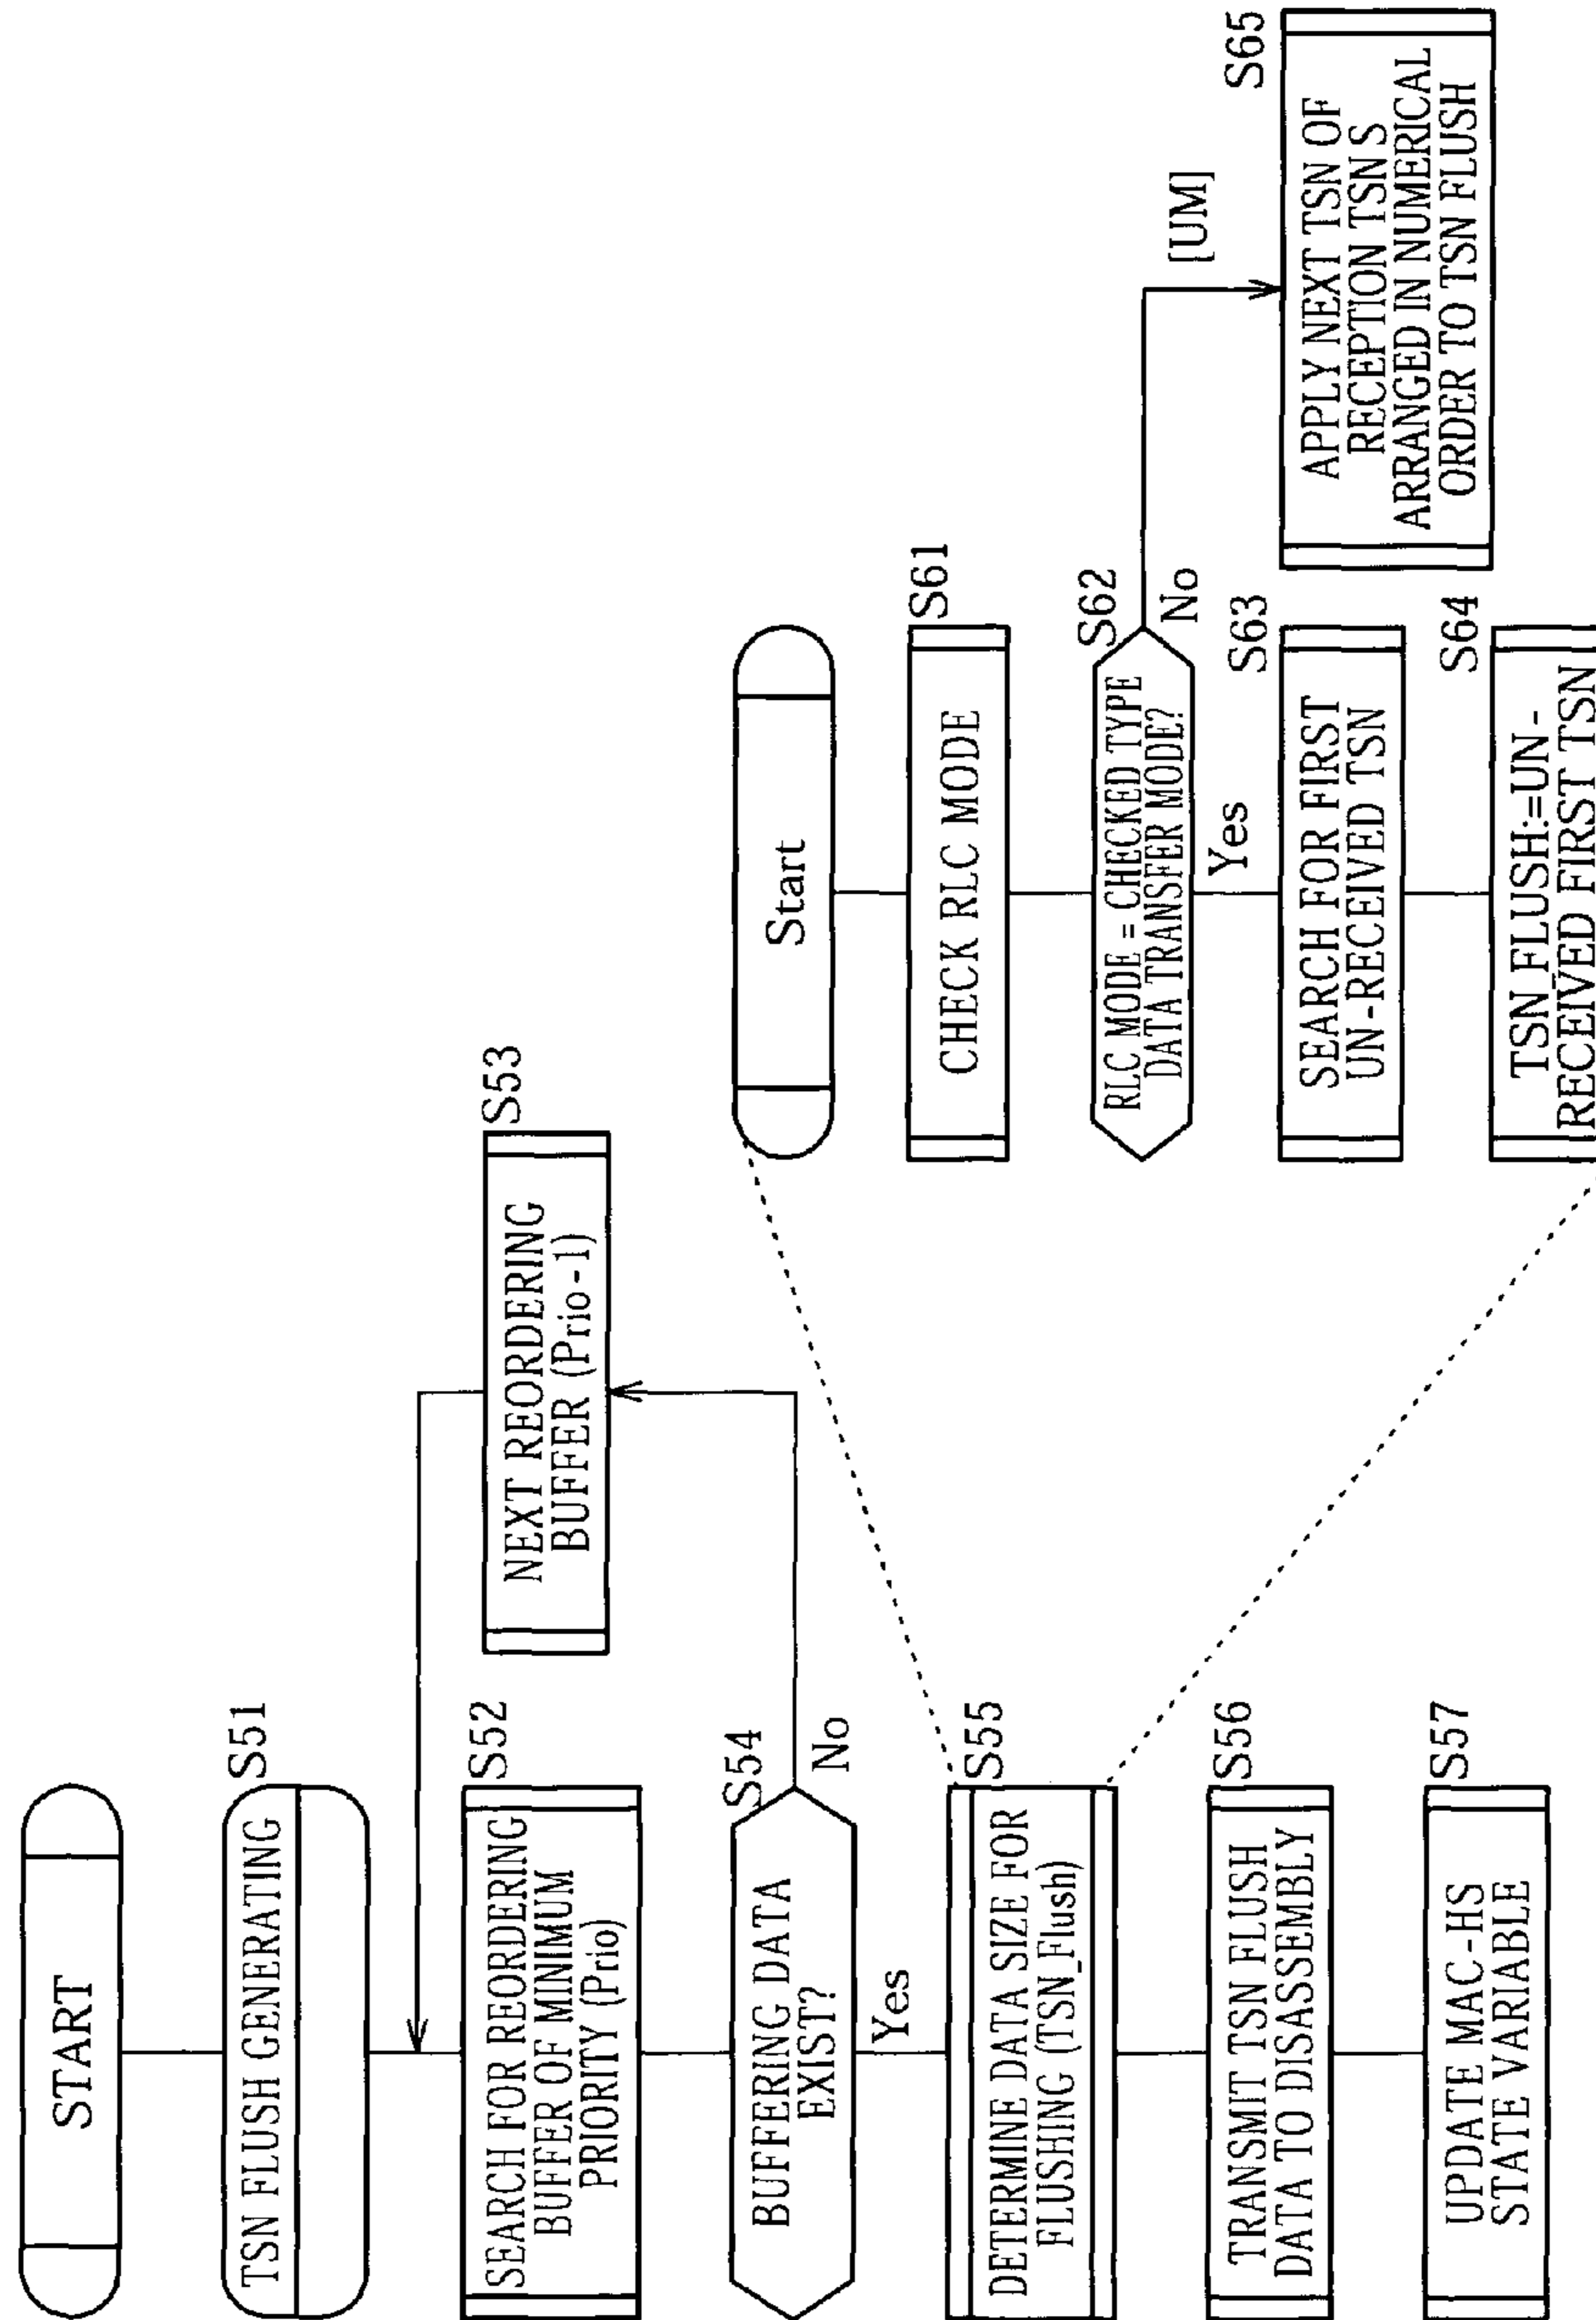 START
S51
TSN FLUSH GENERATING
S52
SEARCH FOR REORDERING
BUFFER OF MINIMUM
PRIORITY (Prio)
S53
NEXT REORDERING
BUFFER (Prio-1)
S54
BUFFERING DATA
EXIST?
No
Yes
S55
DETERMINE DATA SIZE FOR
FLUSHING (TSN_Flush)
S56
TRANSMIT TSN FLUSH
DATA TO DISASSEMBLY
S57
UPDATE MAC-HS
STATE VARIABLE
Start
S61
CHECK RLC MODE
S62
RLC MODE = CHECKED TYPE
DATA TRANSFER MODE?
No
[UM]
Yes
S63
SEARCH FOR FIRST
UN-RECEIVED TSN
S64
TSN_FLUSH:=UN-
RECEIVED FIRST TSN
S65
APPLY NEXT TSN OF
RECEPTION TSN S
ARRANGED IN NUMERICAL
ORDER TO TSN FLUSH